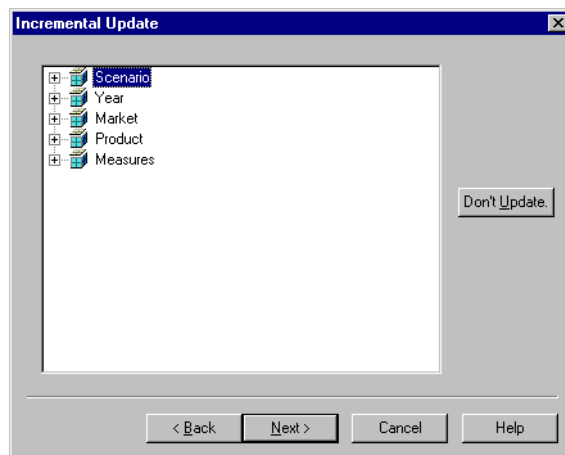 Incremental Update
Scenario
Year
Market
Product
Measures
Don't Update.
< Back Next > Cancel Help